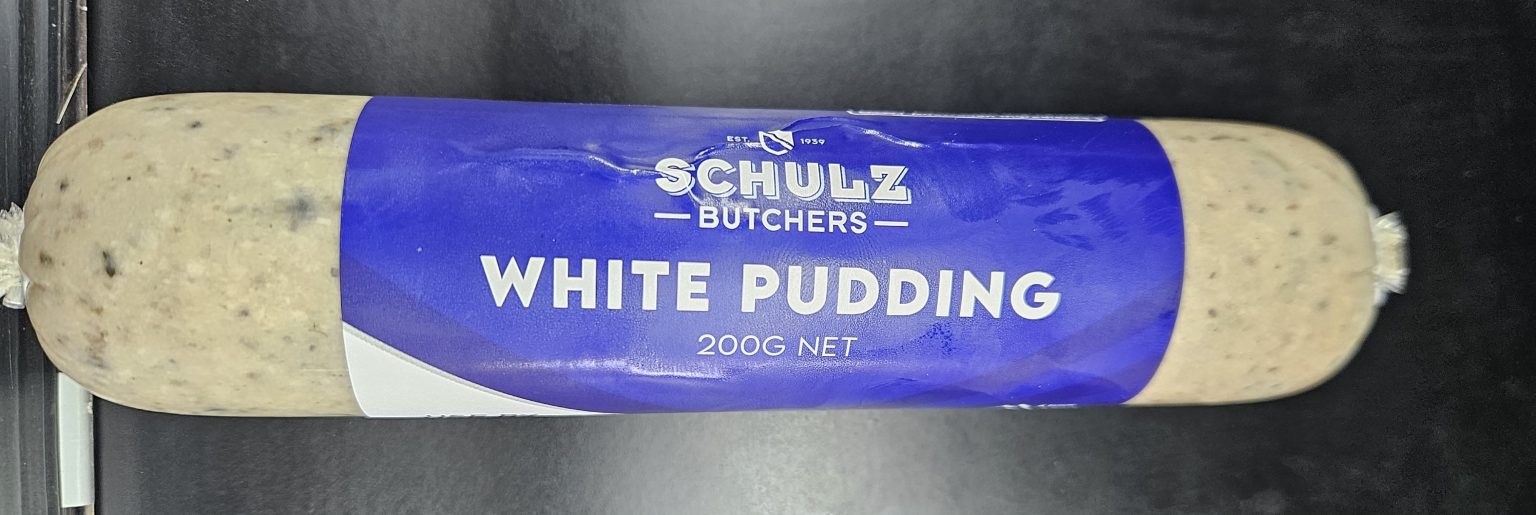 EST. 1939
SCHULZ
BUTCHERS
WHITE PUDDING
200G NET